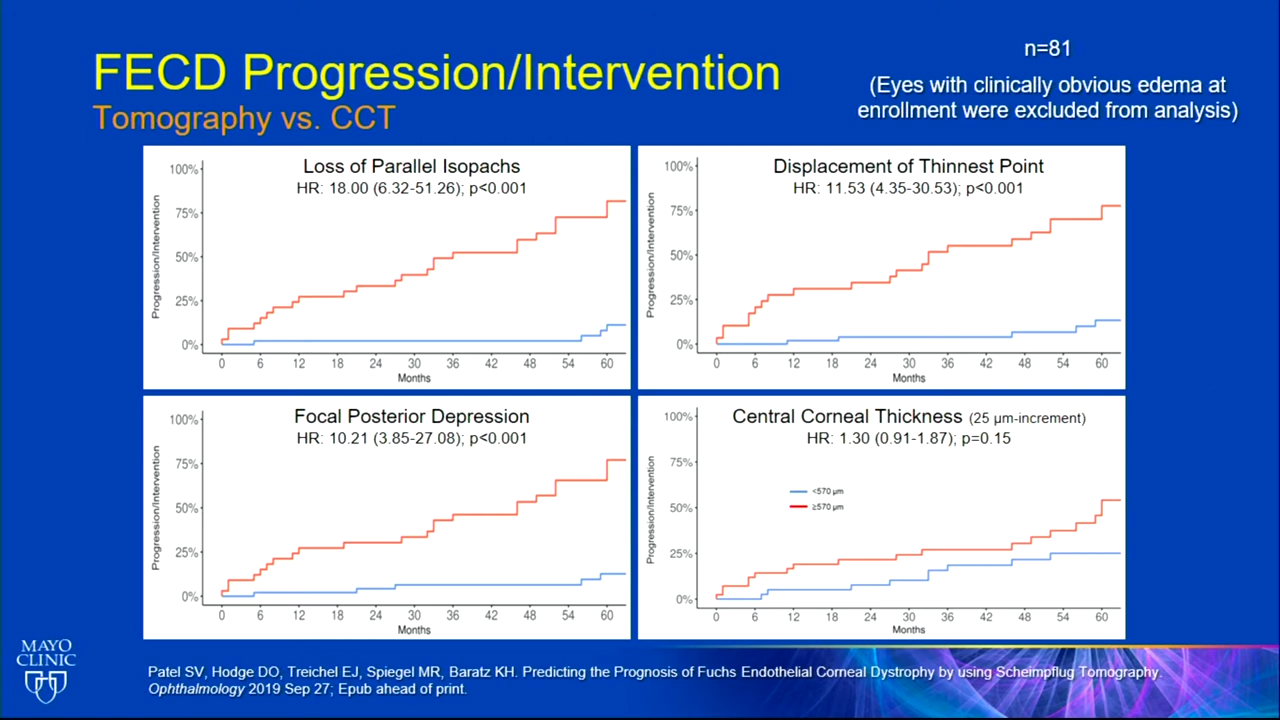 FECD Progression/Intervention
Tomography vs. CCT
n=81
(Eyes with clinically obvious edema at
enrollment were excluded from analysis)
Loss of Parallel Isopachs
HR: 18.00 (6.32-51.26); p<0.001
Progression/Intervention
100%
75%
50%
25%
0%
0 6 12 18 24 30 36 42 48 54 60
Months
Displacement of Thinnest Point
HR: 11.53 (4.35-30.53); p<0.001
Progression/Intervention
100%
75%
50%
25%
0%
0 6 12 18 24 30 36 42 48 54 60
Months
Focal Posterior Depression
HR: 10.21 (3.85-27.08); p<0.001
Progression/Intervention
100%
75%
50%
25%
0%
0 6 12 18 24 30 36 42 48 54 60
Months
Central Corneal Thickness (25 µm-increment)
HR: 1.30 (0.91-1.87); p=0.15
Progression/Intervention
100%
75%
50%
25%
0%
<570 µm
≥570 µm
0 6 12 18 24 30 36 42 48 54 60
Months
MAYO
CLINIC
Patel SV, Hodge DO, Treichel EJ, Spiegel MR, Baratz KH. Predicting the Prognosis of Fuchs Endothelial Corneal Dystrophy by using Scheimpflug Tomography.
Ophthalmology 2019 Sep 27; Epub ahead of print.